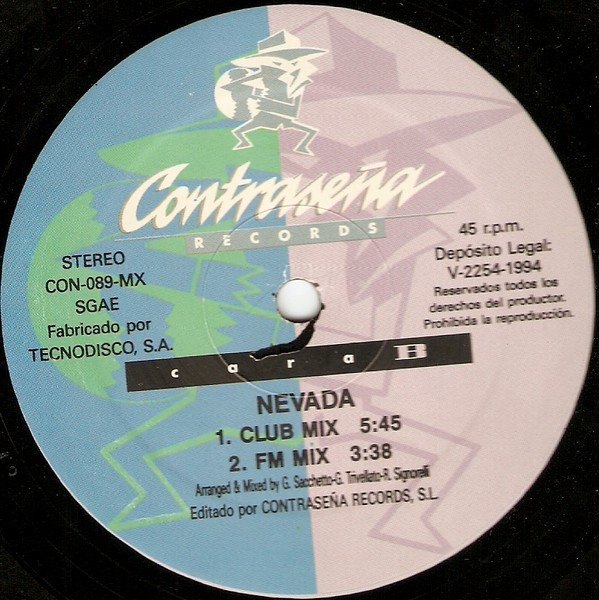 Contraseña
RECORDS
STEREO
CON-089-MX
SGAE
Fabricado por
TECNODISCO, S.A.
45 r.p.m.
Depósito Legal:
V-2254-1994
Reservados todos los
derechos del productor.
Prohibida la reproducción.
cara B
NEVADA
1. CLUB MIX 5:45
2. FM MIX 3:38
Arranged & Mixed by G. Sacchetto-G. Trivellato-R. Signorelli
Editado por CONTRASEÑA RECORDS, S.L.